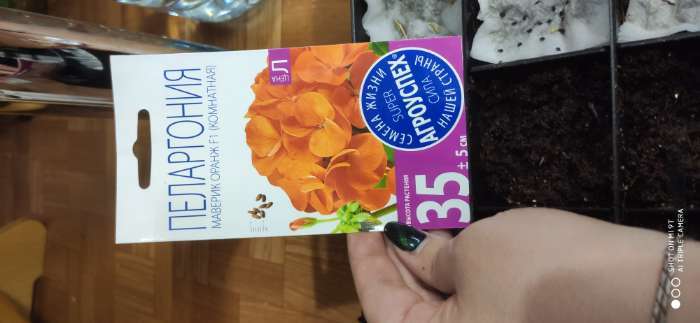 ПЕЛАРГОНИЯ
МАВЕРИК ОРАНЖ F1 (КОМНАТНАЯ)
ЦЕНА
Л
СЕМЕНА ЖИЗНИ
SUPER
АГРОУСПЕХ®
СИЛА
НАШЕЙ СТРАНЫ
ВЫСОТА РАСТЕНИЯ
35 ± 5 СМ
SHOT ON MI 9T
AI TRIPLE CAMERA